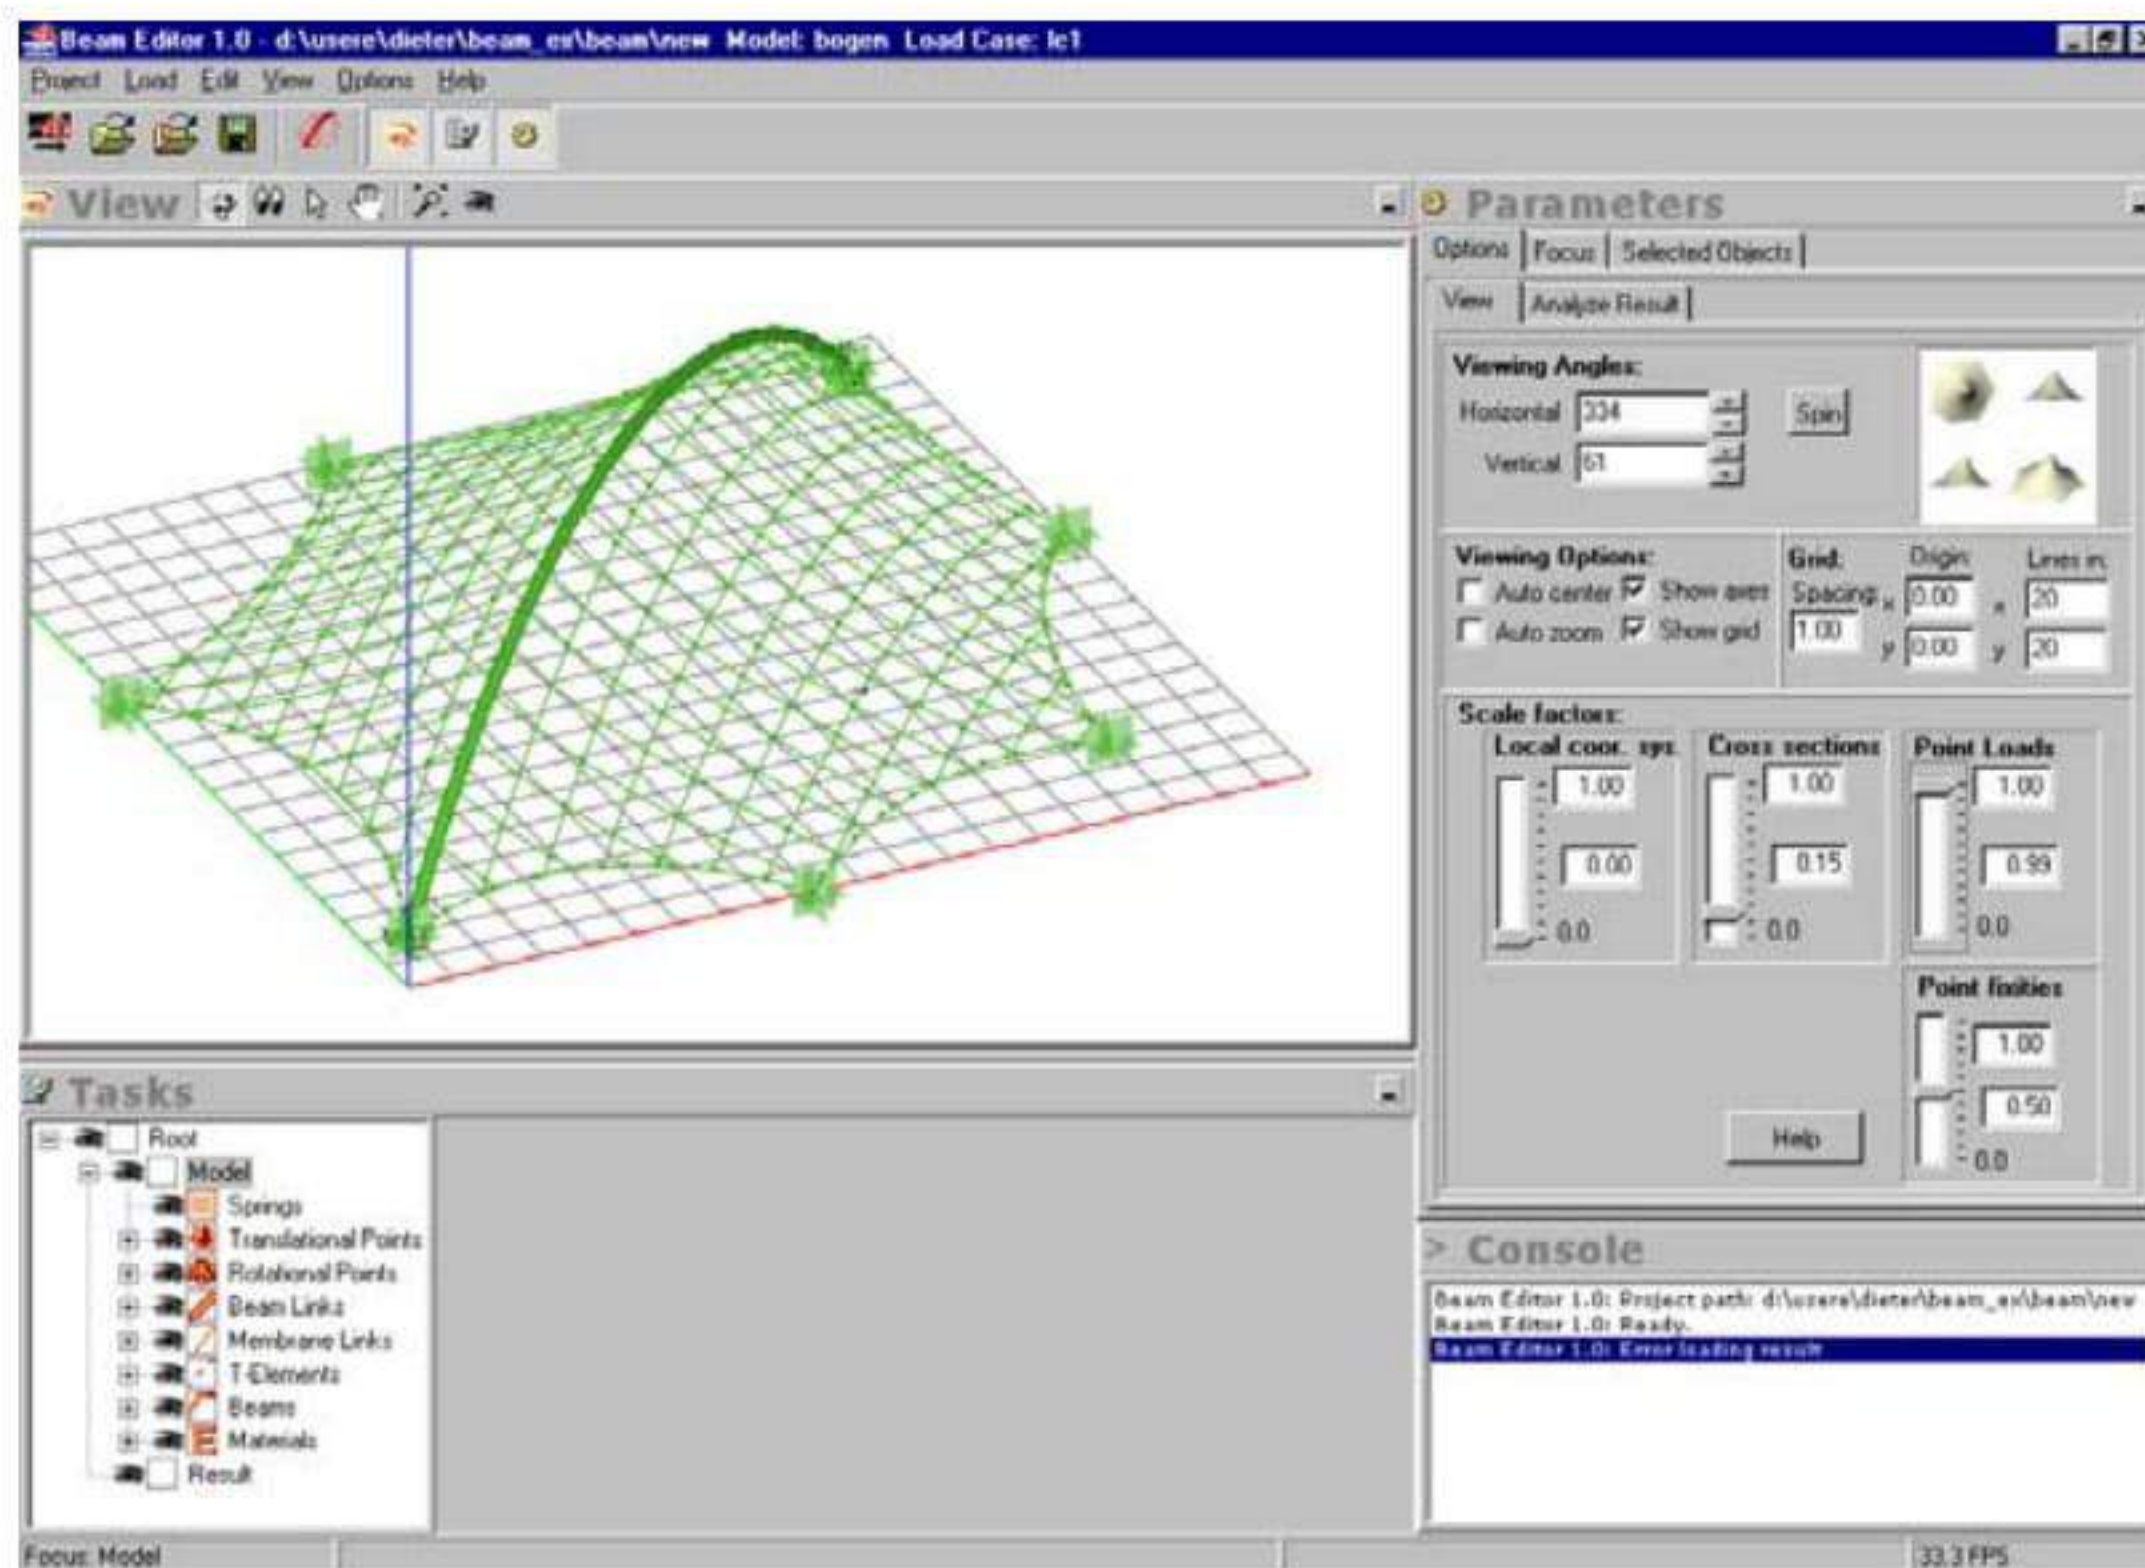 Beam Editor 1.0 - d:\users\dieter\beam_ex\beam\new Model: bogen Load Case: lc1
Project Load Edit View Options Help
View
Parameters
Options Focus Selected Objects
View Analyze Result
Viewing Angles:
Horizontal 334 Spin
Vertical 61
Viewing Options: Grid: Origin: Lines in:
Auto center Show axes Spacing: x 0.00 x 20
Auto zoom Show grid 1.00 y 0.00 y 20
Scale factors:
Local coor. sys. Cross sections Point Loads
1.00 1.00 1.00
0.00 0.15 0.99
0.0 0.0 0.0
Point fixities
1.00
0.50
Help
0.0
Tasks
Root
Model
Springs
Translational Points
Rotational Points
Beam Links
Membrane Links
T-Elements
Beams
Materials
Result
> Console
Beam Editor 1.0: Project path: d:\users\dieter\beam_ex\beam\new
Beam Editor 1.0: Ready.
Beam Editor 1.0: Error loading result
Focus: Model 33.3 FPS